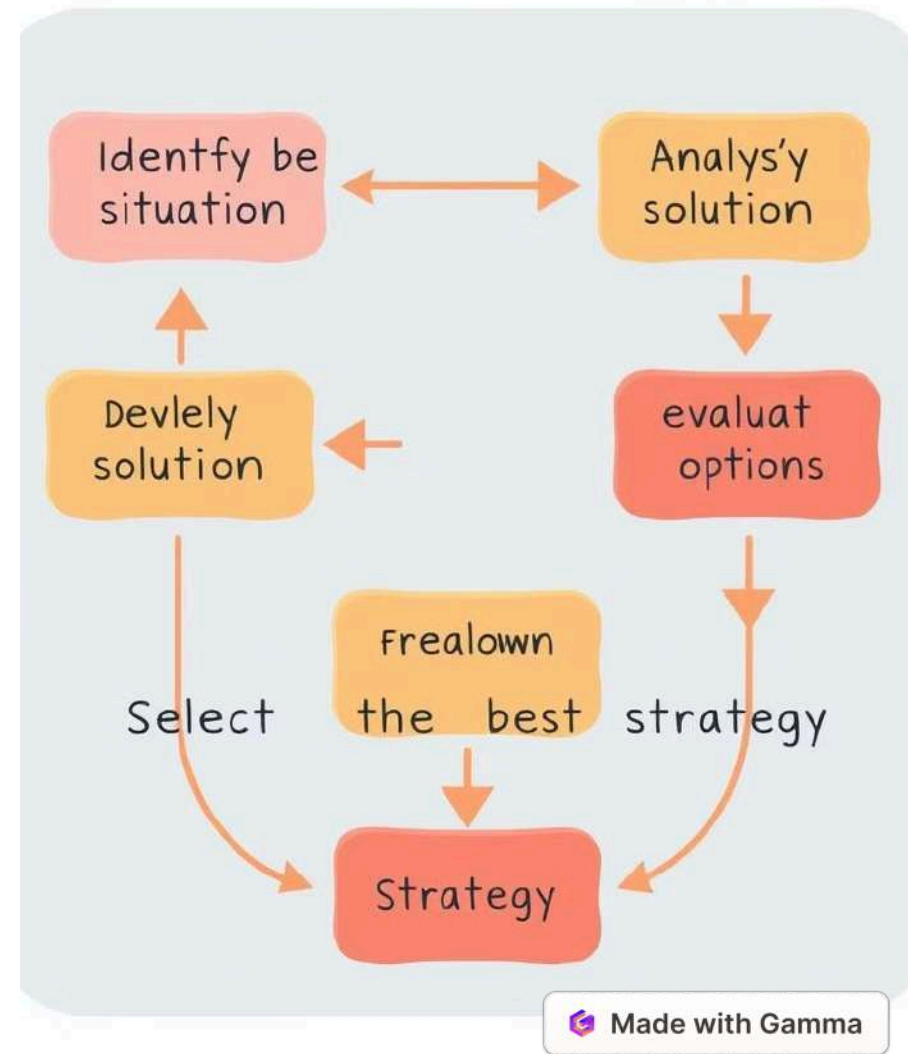 Identfy be
situation
Analys'y
solution
Devlely
solution
evaluat
options
Frealown
Select the best strategy
Strategy
Made with Gamma